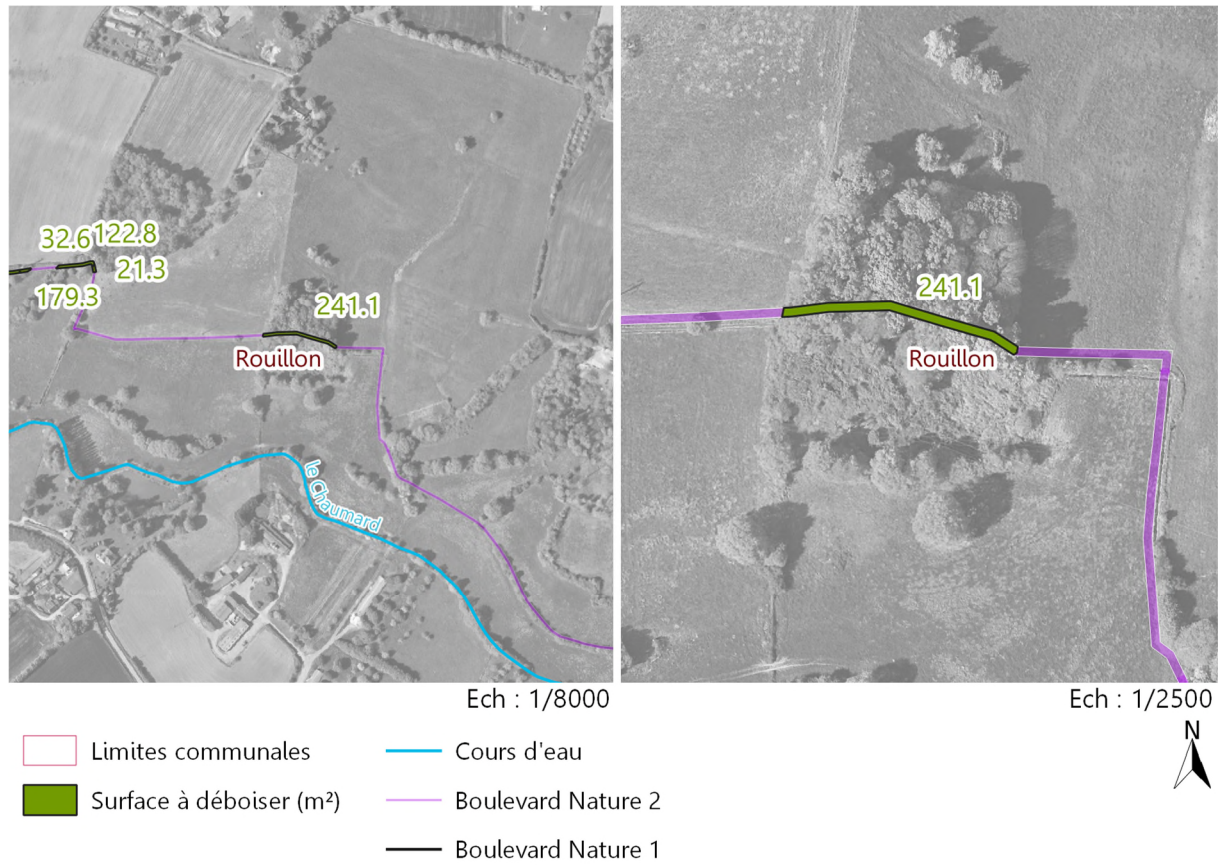 32.6
122.8
21.3
179.3
241.1
Rouillon
le Chaumard
Ech : 1/8000
241.1
Rouillon
Ech : 1/2500
N
Limites communales
Surface à déboiser (m²)
Cours d'eau
Boulevard Nature 2
Boulevard Nature 1